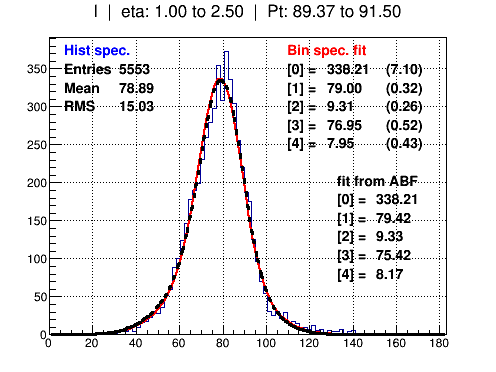 I | eta: 1.00 to 2.50 | Pt: 89.37 to 91.50
Hist spec.
Entries 5553
Mean 78.89
RMS 15.03
Bin spec. fit
[0] = 338.21 (7.10)
[1] = 79.00 (0.32)
[2] = 9.31 (0.26)
[3] = 76.95 (0.52)
[4] = 7.95 (0.43)
fit from ABF
[0] = 338.21
[1] = 79.42
[2] = 9.33
[3] = 75.42
[4] = 8.17
350
300
250
200
150
100
50
0
0 20 40 60 80 100 120 140 160 180